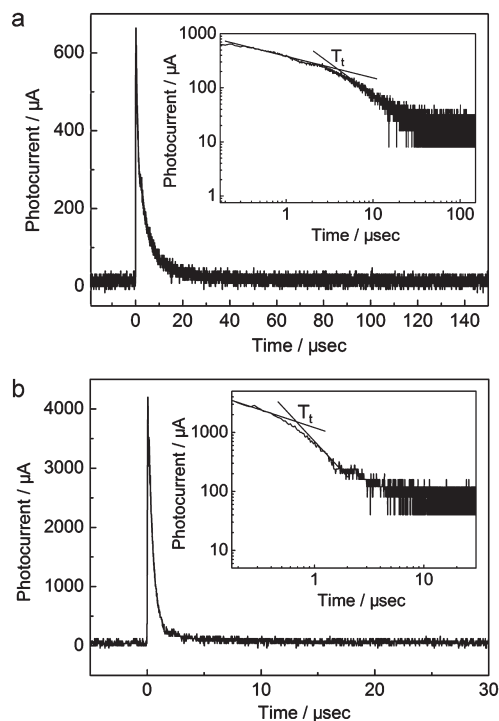 a
600
400
200
0
Photocurrent / µA
0 20 40 60 80 100 120 140
Time / µsec
1000
100
10
1
Photocurrent / µA
T_t
1 10 100
Time / µsec
b
4000
3000
2000
1000
0
Photocurrent / µA
0 10 20 30
Time / µsec
1000
100
10
Photocurrent / µA
T_t
1 10
Time / µsec